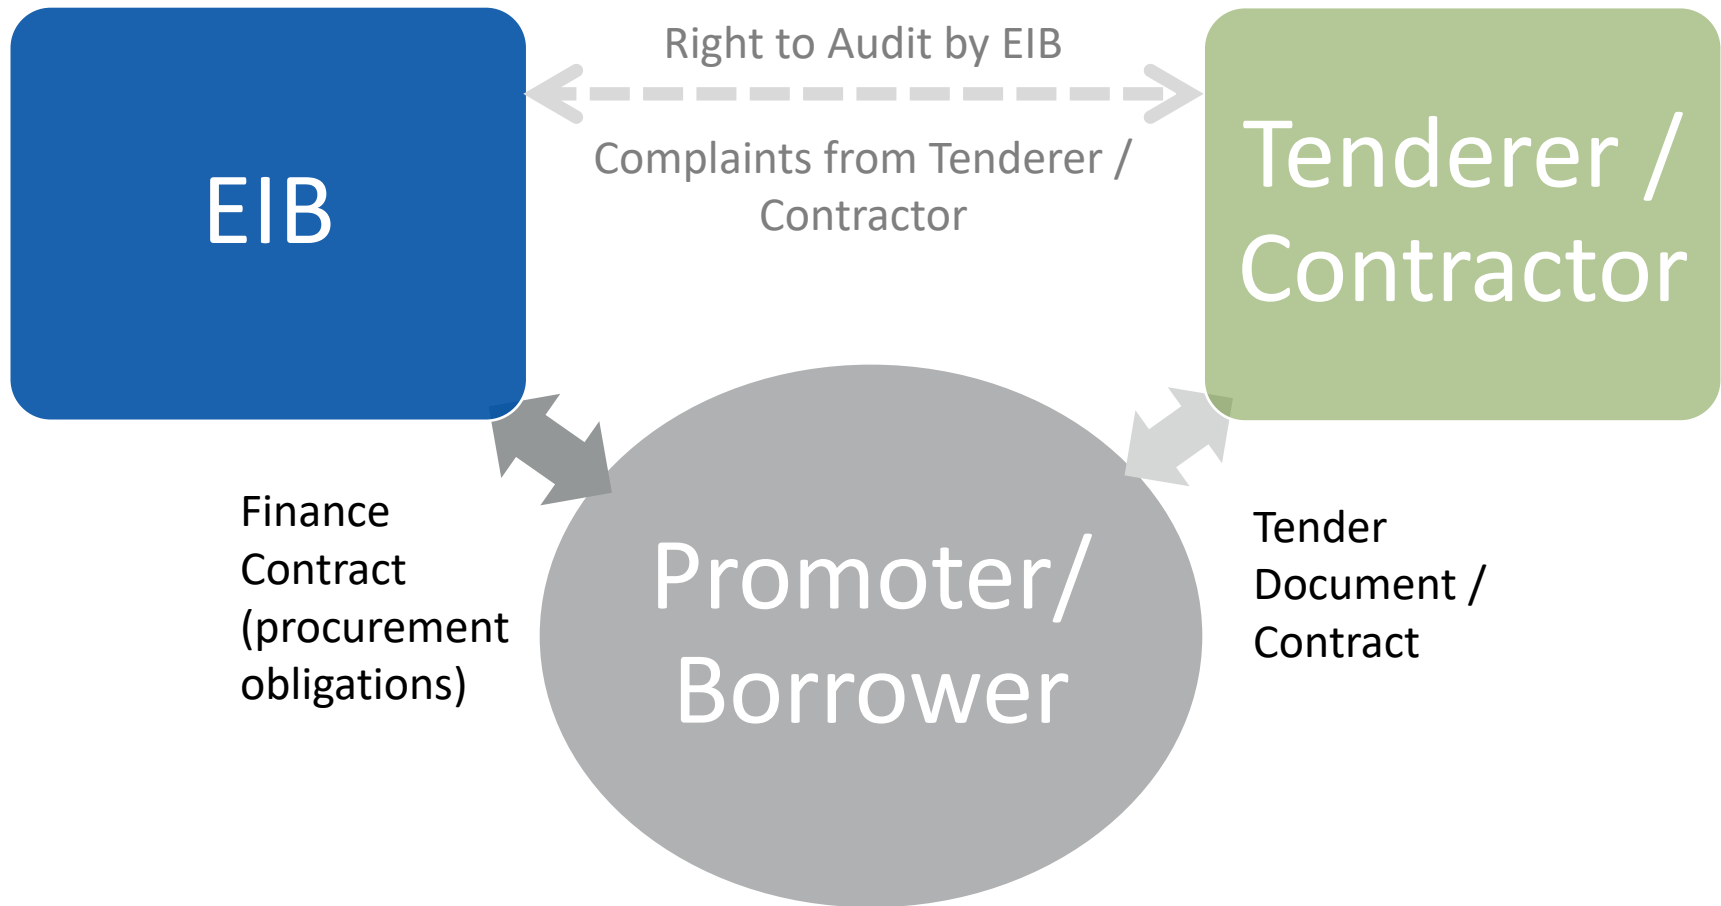 Right to Audit by EIB
EIB
Complaints from Tenderer /
Contractor
Tenderer /
Contractor
Finance
Contract
(procurement
obligations)
Promoter/
Borrower
Tender
Document /
Contract